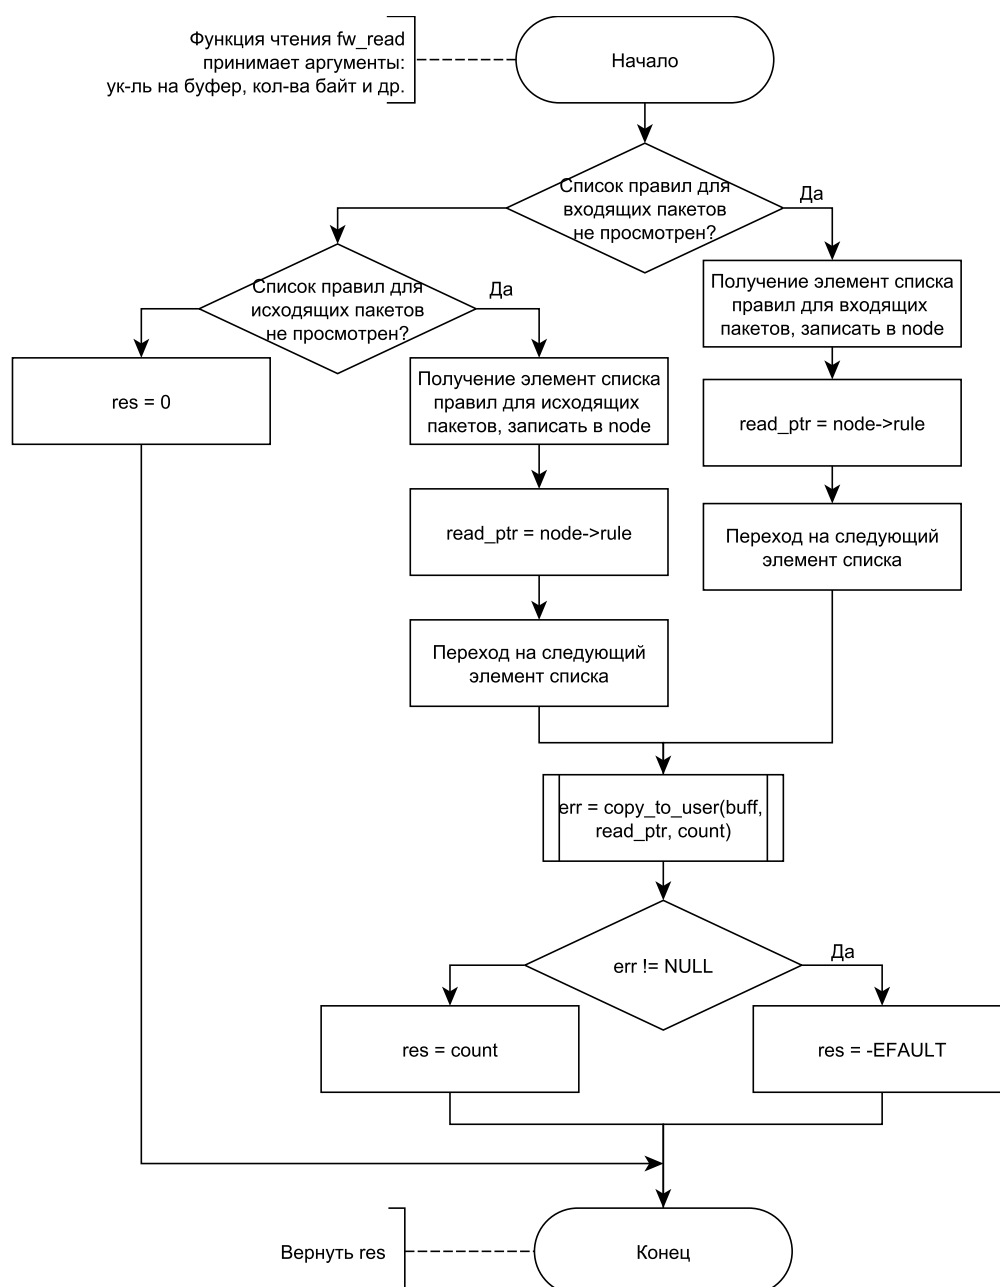 Функция чтения fw_read
принимает аргументы:
ук-ль на буфер, кол-ва байт и др.
Начало
Список правил для
входящих пакетов
не просмотрен?
Да
Список правил для
исходящих пакетов
не просмотрен?
Да
Получение элемент списка
правил для входящих
пакетов, записать в node
res = 0
Получение элемент списка
правил для исходящих
пакетов, записать в node
read_ptr = node->rule
read_ptr = node->rule
Переход на следующий
элемент списка
Переход на следующий
элемент списка
err = copy_to_user(buff,
read_ptr, count)
err != NULL
Да
res = count
res = -EFAULT
Вернуть res
Конец